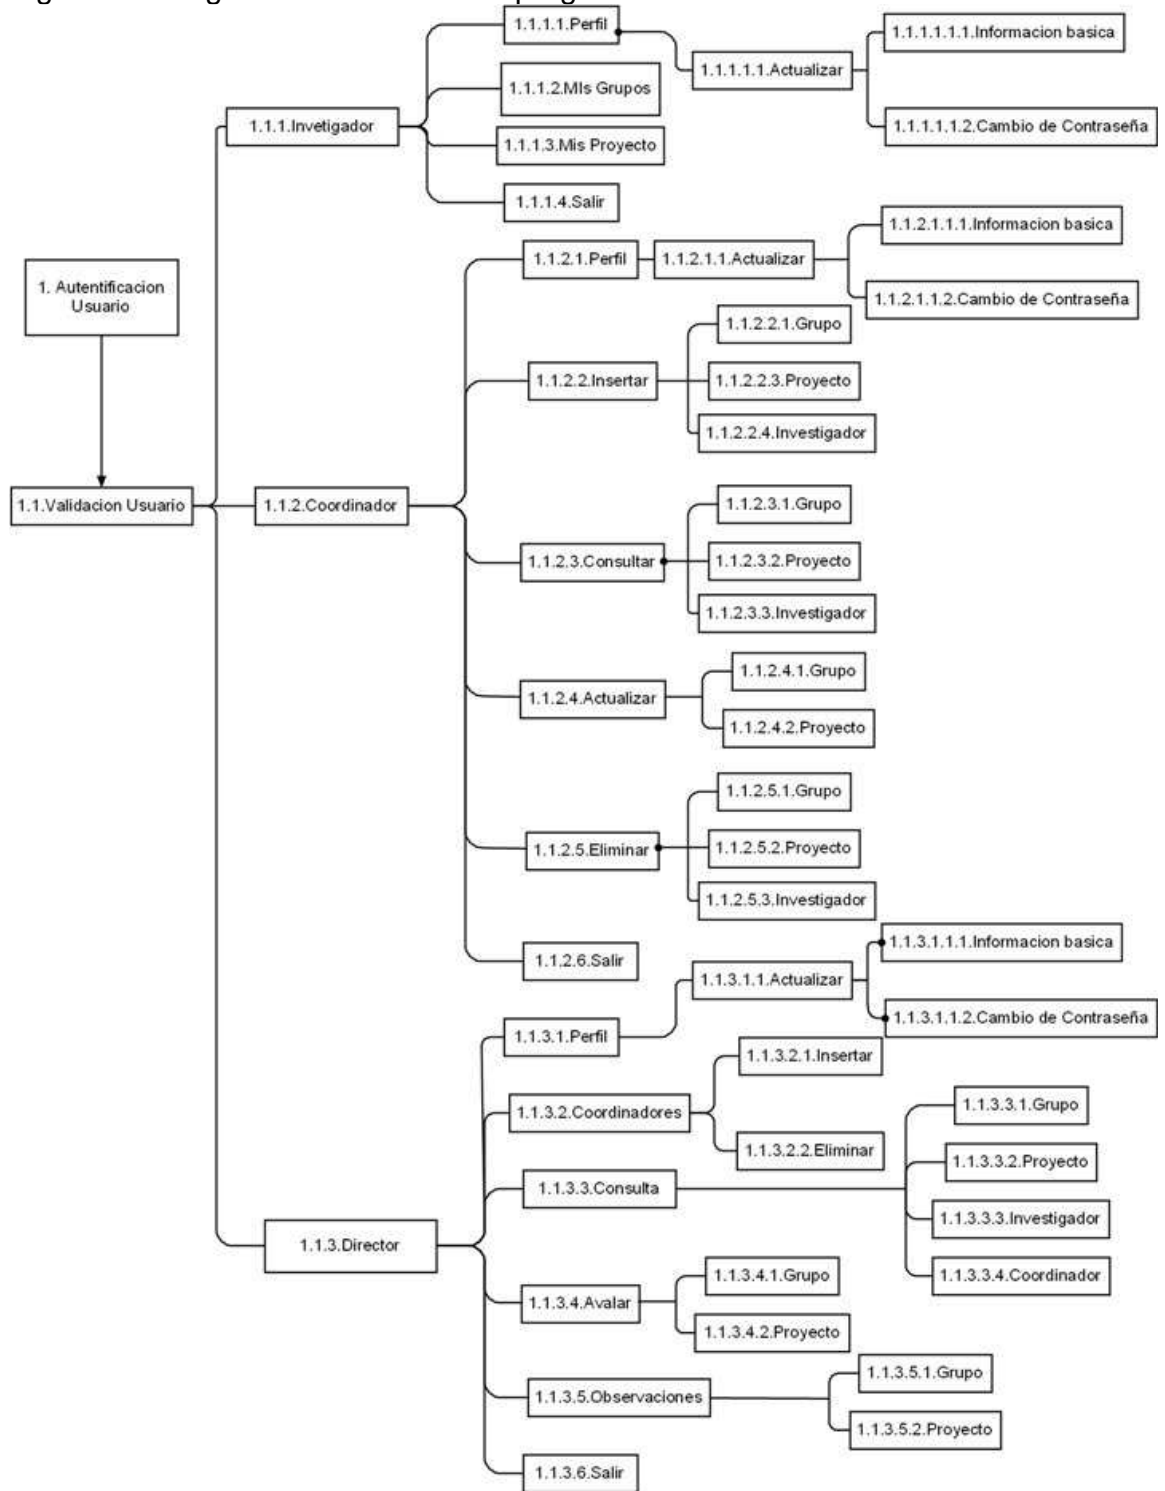 1.1.1.1.Perfil
1.1.1.1.1.1.Informacion basica
1.1.1.1.1.Actualizar
1.1.1.2.MIs Grupos
1.1.1.Invetigador
1.1.1.1.1.2.Cambio de Contraseña
1.1.1.3.Mis Proyecto
1.1.1.4.Salir
1.1.2.1.1.1.Informacion basica
1.1.2.1.Perfil
1.1.2.1.1.Actualizar
1. Autentificacion
Usuario
1.1.2.1.1.2.Cambio de Contraseña
1.1.2.2.1.Grupo
1.1.2.2.Insertar
1.1.2.2.3.Proyecto
1.1.2.2.4.Investigador
1.1.Validacion Usuario
1.1.2.Coordinador
1.1.2.3.1.Grupo
1.1.2.3.Consultar
1.1.2.3.2.Proyecto
1.1.2.3.3.Investigador
1.1.2.4.1.Grupo
1.1.2.4.Actualizar
1.1.2.4.2.Proyecto
1.1.2.5.1.Grupo
1.1.2.5.Eliminar
1.1.2.5.2.Proyecto
1.1.2.5.3.Investigador
1.1.3.1.1.1.Informacion basica
1.1.2.6.Salir
1.1.3.1.1.Actualizar
1.1.3.1.1.2.Cambio de Contraseña
1.1.3.1.Perfil
1.1.3.2.1.Insertar
1.1.3.2.Coordinadores
1.1.3.3.1.Grupo
1.1.3.2.2.Eliminar
1.1.3.3.2.Proyecto
1.1.3.3.Consulta
1.1.3.3.3.Investigador
1.1.3.Director
1.1.3.3.4.Coordinador
1.1.3.4.1.Grupo
1.1.3.4.Avalar
1.1.3.4.2.Proyecto
1.1.3.5.1.Grupo
1.1.3.5.Observaciones
1.1.3.5.2.Proyecto
1.1.3.6.Salir